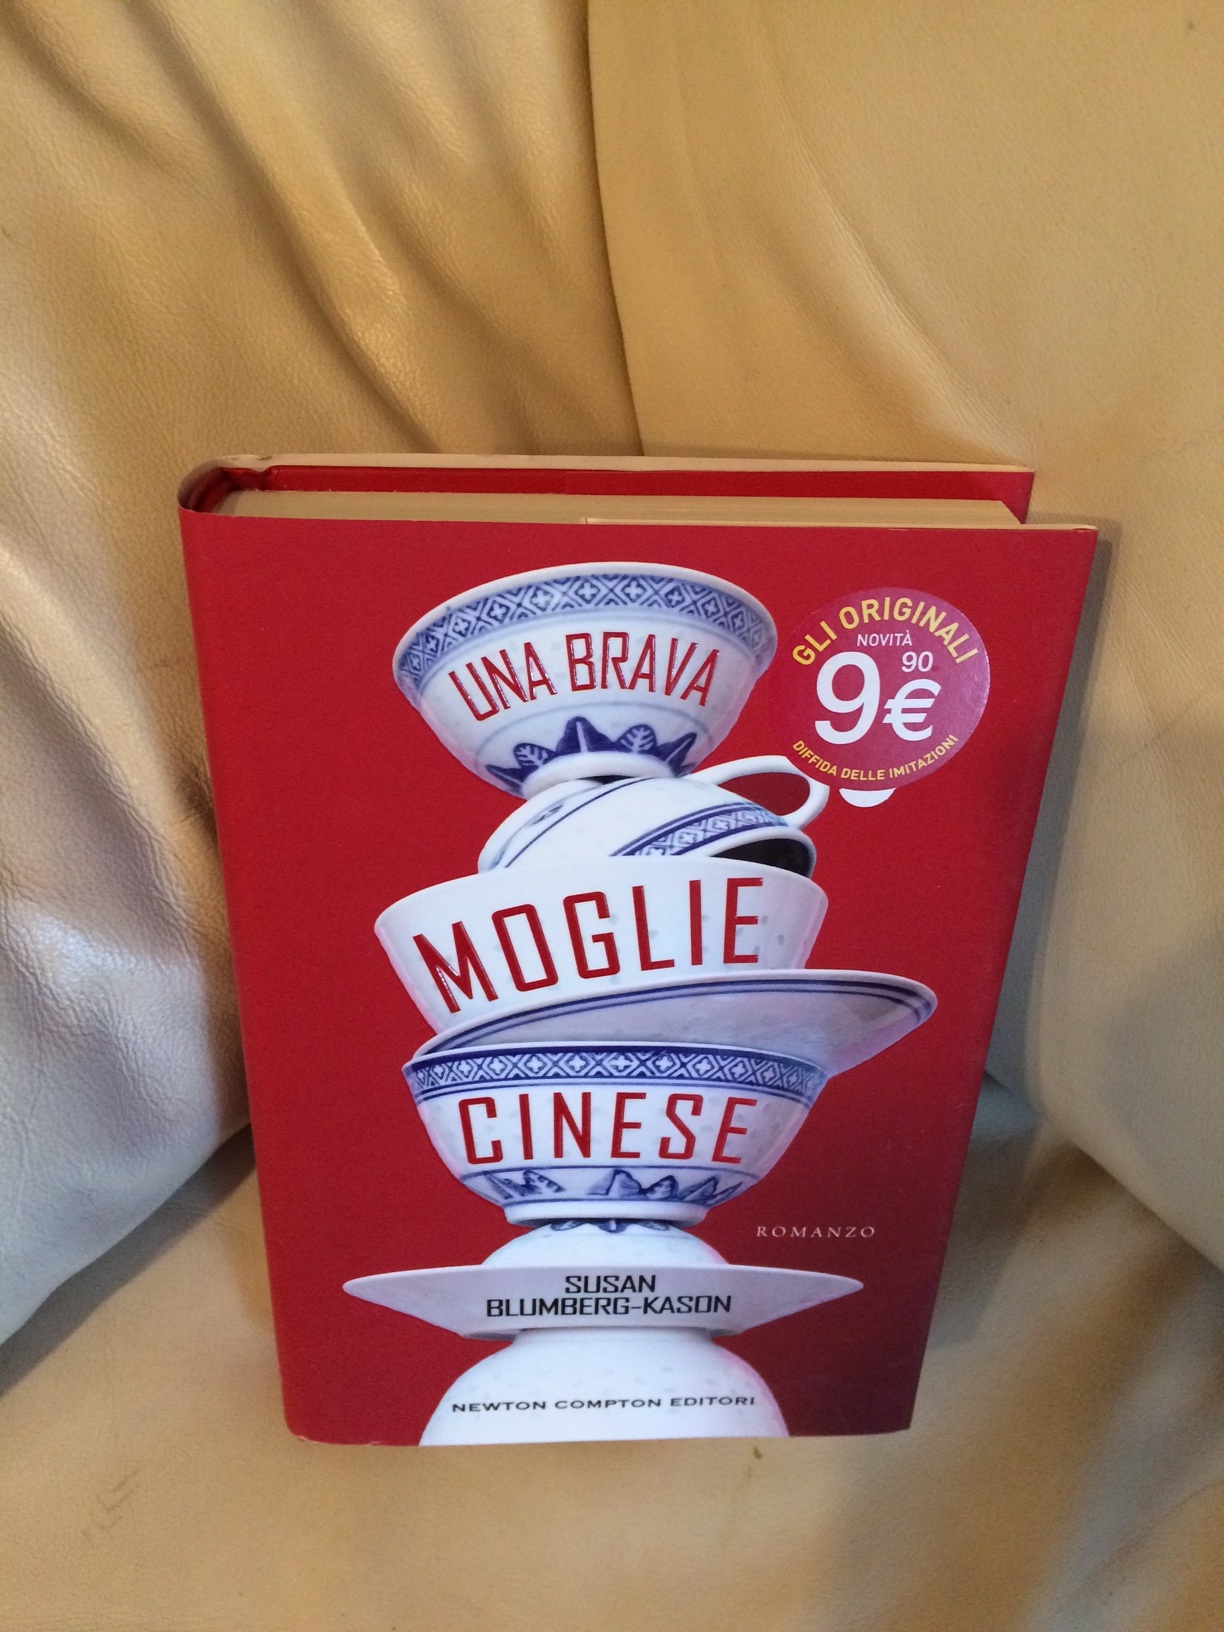 UNA BRAVA
GLI ORIGINALI
NOVITÀ
9,90€
DIFFIDA DELLE IMITAZIONI
MOGLIE
CINESE
ROMANZO
SUSAN
BLUMBERG-KASON
NEWTON COMPTON EDITORI